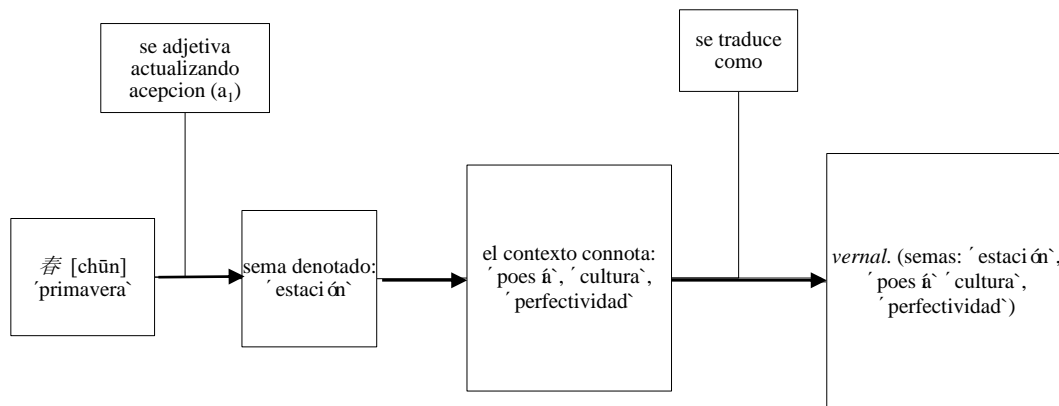 se adjetiva
actualizando
acepcion (a₁)
se traduce
como
春 [chūn]
´primavera`
sema denotado:
´estación`
el contexto connota:
´poesía`, ´cultura`,
´perfectividad`
vernal. (semas: ´estación`,
´poesía` ´cultura`,
´perfectividad`)